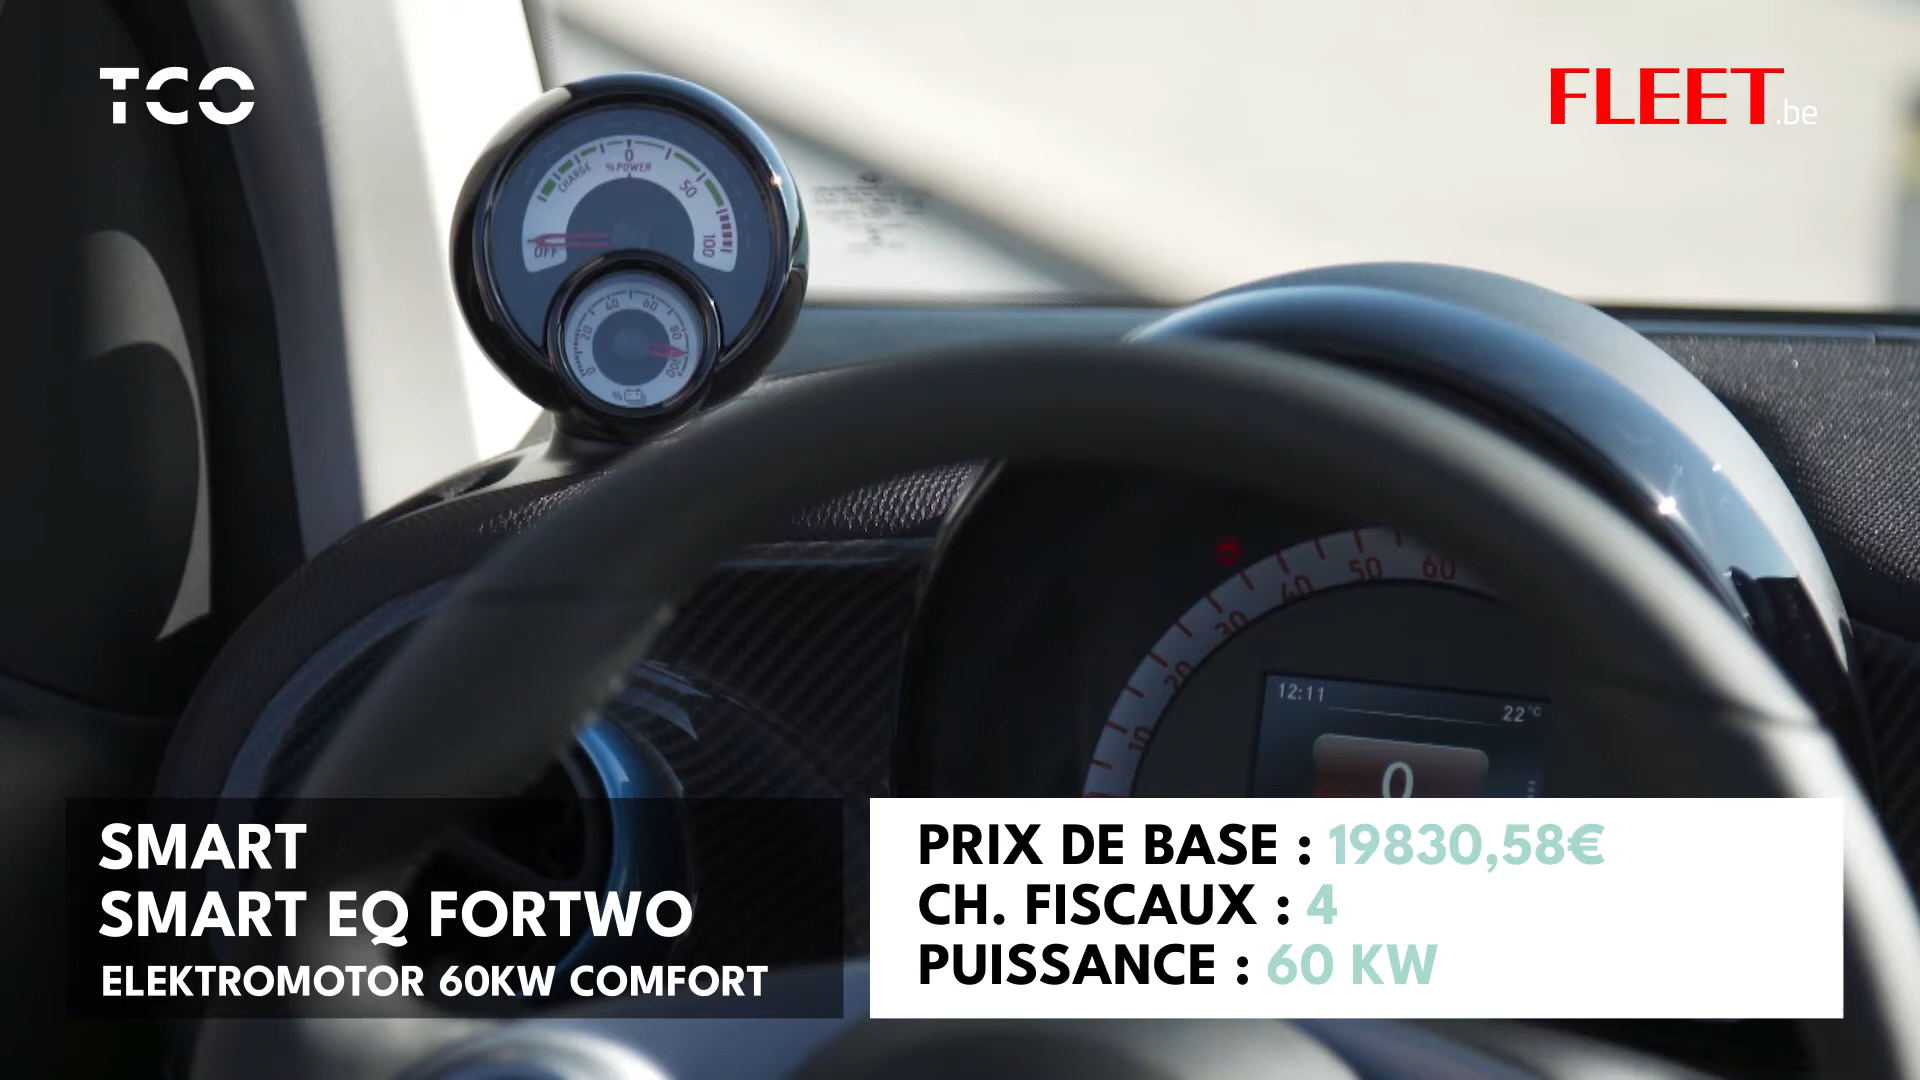 TCO
FLEET.be
0
% POWER
CHARGE
50
100
OFF
0 20 40 60 80 100
%
10 20 30 40 50 60
12:11
22°C
0
SMART
SMART EQ FORTWO
ELEKTROMOTOR 60KW COMFORT
PRIX DE BASE : 19830,58€
CH. FISCAUX : 4
PUISSANCE : 60 KW